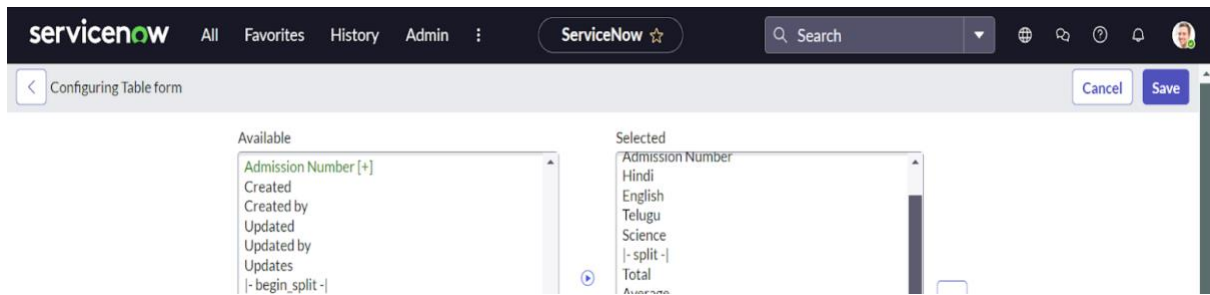 servicenow All Favorites History Admin ServiceNow Search
Configuring Table form Cancel Save
Available Selected
Admission Number [+]
Created
Created by
Updated
Updated by
Updates
|- begin_split -|
Admission Number
Hindi
English
Telugu
Science
|- split -|
Total
Average